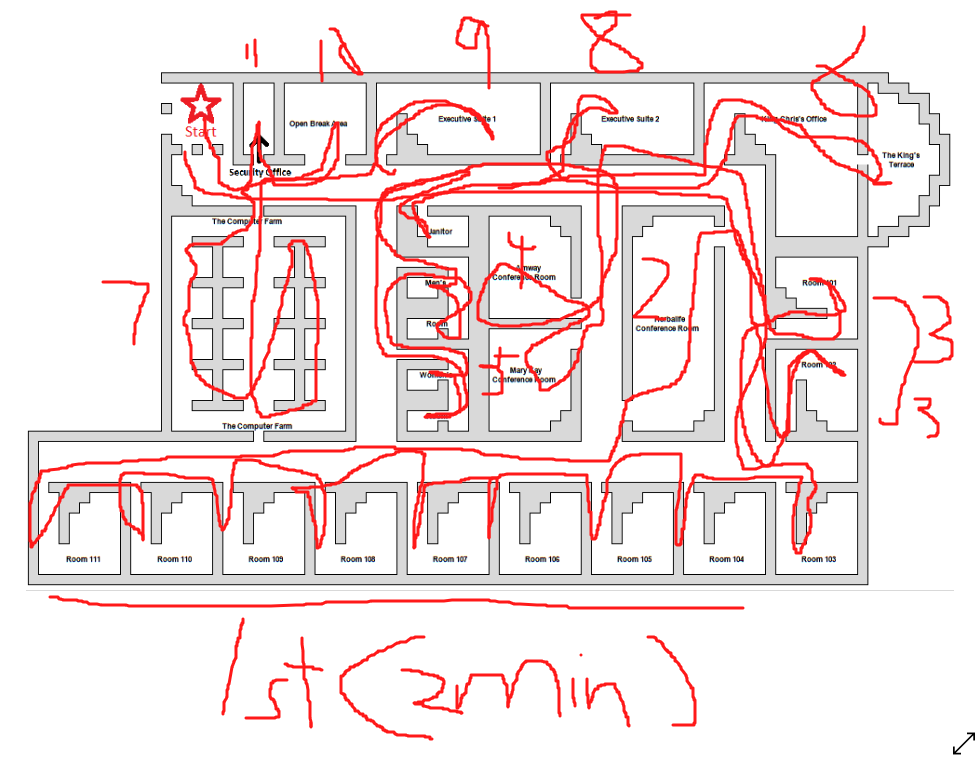 11
10
9
8
6
Start
Open Break Area
Executive Suite 1
Executive Suite 2
King Chris's Office
The King's
Terrace
Security Office
The Computer Farm
Janitor
4
Amway
Conference Room
2
Herbalife
Conference Room
Men's
Room
Room 101
7
3
5
Mary Kay
Conference Room
Women's
Room 102
3
The Computer Farm
Room 111
Room 110
Room 109
Room 108
Room 107
Room 106
Room 105
Room 104
Room 103
1st (2min)